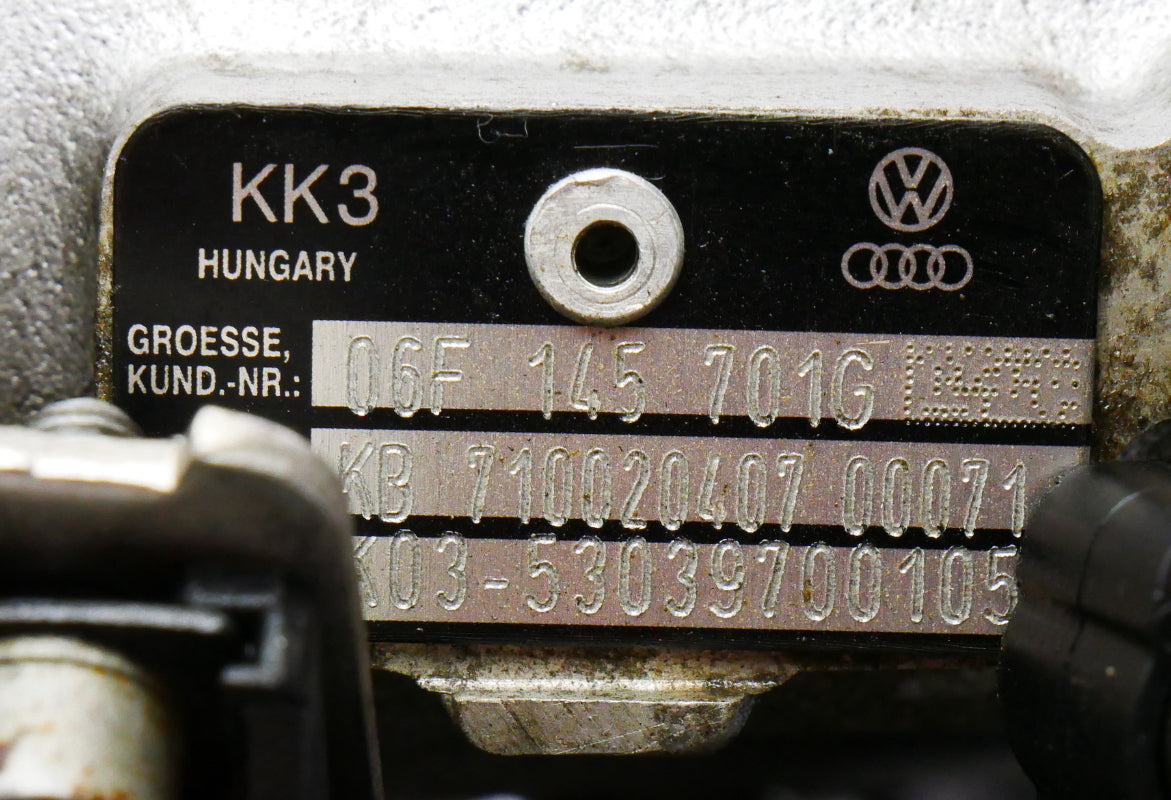 KK3
HUNGARY
GROESSE,
KUND.-NR.:
06F 145 701G
KB 710020407 00071
K03-53039700105